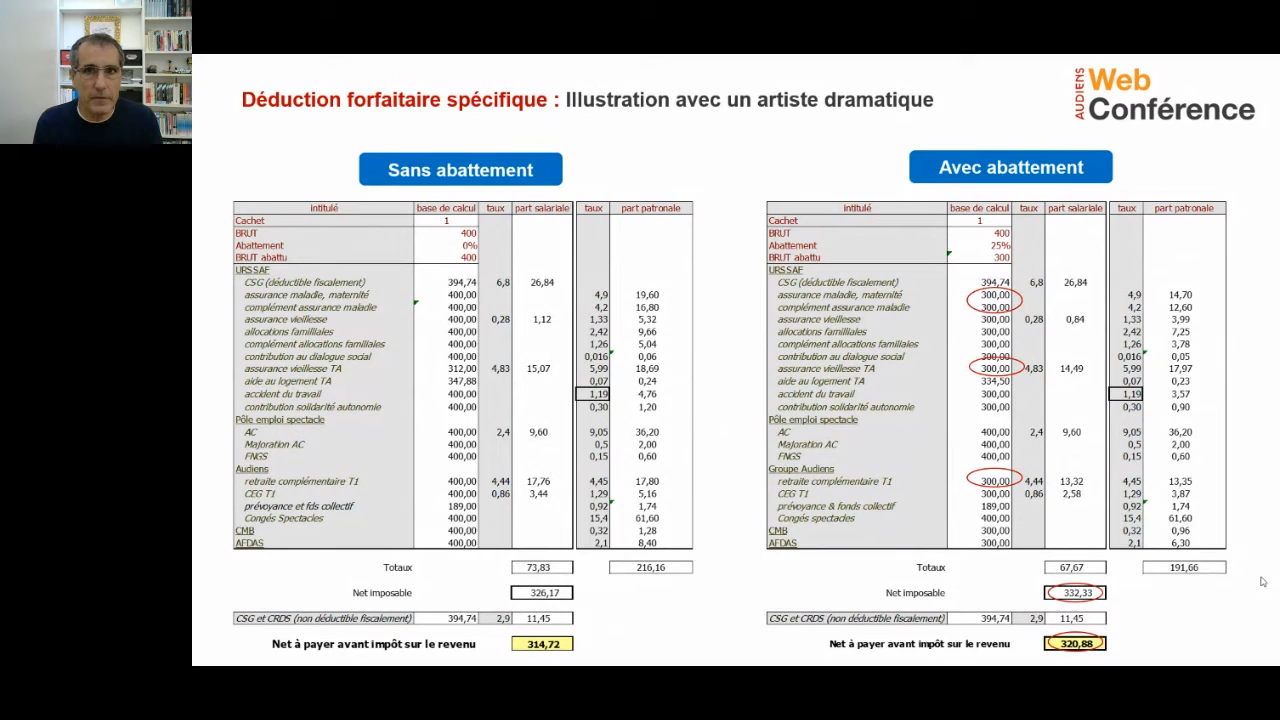 Déduction forfaitaire spécifique : Illustration avec un artiste dramatique
AUDIENS
Web
Conférence
Sans abattement
intitulé base de calcul taux part salariale taux part patronale
Cachet 1
BRUT 400
Abattement 0%
BRUT abattu 400
URSSAF
CSG (déductible fiscalement) 394,74 6,8 26,84
assurance maladie, maternité 400,00 4,9 19,60
complément assurance maladie 400,00 4,2 16,80
assurance vieillesse 400,00 0,28 1,12 1,33 5,32
allocations familliales 400,00 2,42 9,66
complément allocations familiales 400,00 1,26 5,04
contribution au dialogue social 400,00 0,016 0,06
assurance vieillesse TA 312,00 4,83 15,07 5,99 18,69
aide au logement TA 347,88 0,07 0,24
accident du travail 400,00 1,19 4,76
contribution solidarité autonomie 400,00 0,30 1,20
Pôle emploi spectacle
AC 400,00 2,4 9,60 9,05 36,20
Majoration AC 400,00 0,5 2,00
FNGS 400,00 0,15 0,60
Audiens
retraite complémentaire T1 400,00 4,44 17,76 4,45 17,80
CEG T1 400,00 0,86 3,44 1,29 5,16
prévoyance et fds collectif 189,00 0,92 1,74
Congés Spectacles 400,00 15,4 61,60
CMB 400,00 0,32 1,28
AFDAS 400,00 2,1 8,40
Totaux 73,83 216,16
Net imposable 326,17
CSG et CRDS (non déductible fiscalement) 394,74 2,9 11,45
Net à payer avant impôt sur le revenu 314,72
Avec abattement
intitulé base de calcul taux part salariale taux part patronale
Cachet 1
BRUT 400
Abattement 25%
BRUT abattu 300
URSSAF
CSG (déductible fiscalement) 394,74 6,8 26,84
assurance maladie, maternité 300,00 4,9 14,70
complément assurance maladie 300,00 4,2 12,60
assurance vieillesse 300,00 0,28 0,84 1,33 3,99
allocations familliales 300,00 2,42 7,25
complément allocations familiales 300,00 1,26 3,78
contribution au dialogue social 300,00 0,016 0,05
assurance vieillesse TA 300,00 4,83 14,49 5,99 17,97
aide au logement TA 334,50 0,07 0,23
accident du travail 300,00 1,19 3,57
contribution solidarité autonomie 300,00 0,30 0,90
Pôle emploi spectacle
AC 400,00 2,4 9,60 9,05 36,20
Majoration AC 400,00 0,5 2,00
FNGS 400,00 0,15 0,60
Groupe Audiens
retraite complémentaire T1 300,00 4,44 13,32 4,45 13,35
CEG T1 300,00 0,86 2,58 1,29 3,87
prévoyance & fonds collectif 189,00 0,92 1,74
Congés spectacles 400,00 15,4 61,60
CMB 300,00 0,32 0,96
AFDAS 300,00 2,1 6,30
Totaux 67,67 191,66
Net imposable 332,33
CSG et CRDS (non déductible fiscalement) 394,74 2,9 11,45
Net à payer avant impôt sur le revenu 320,88